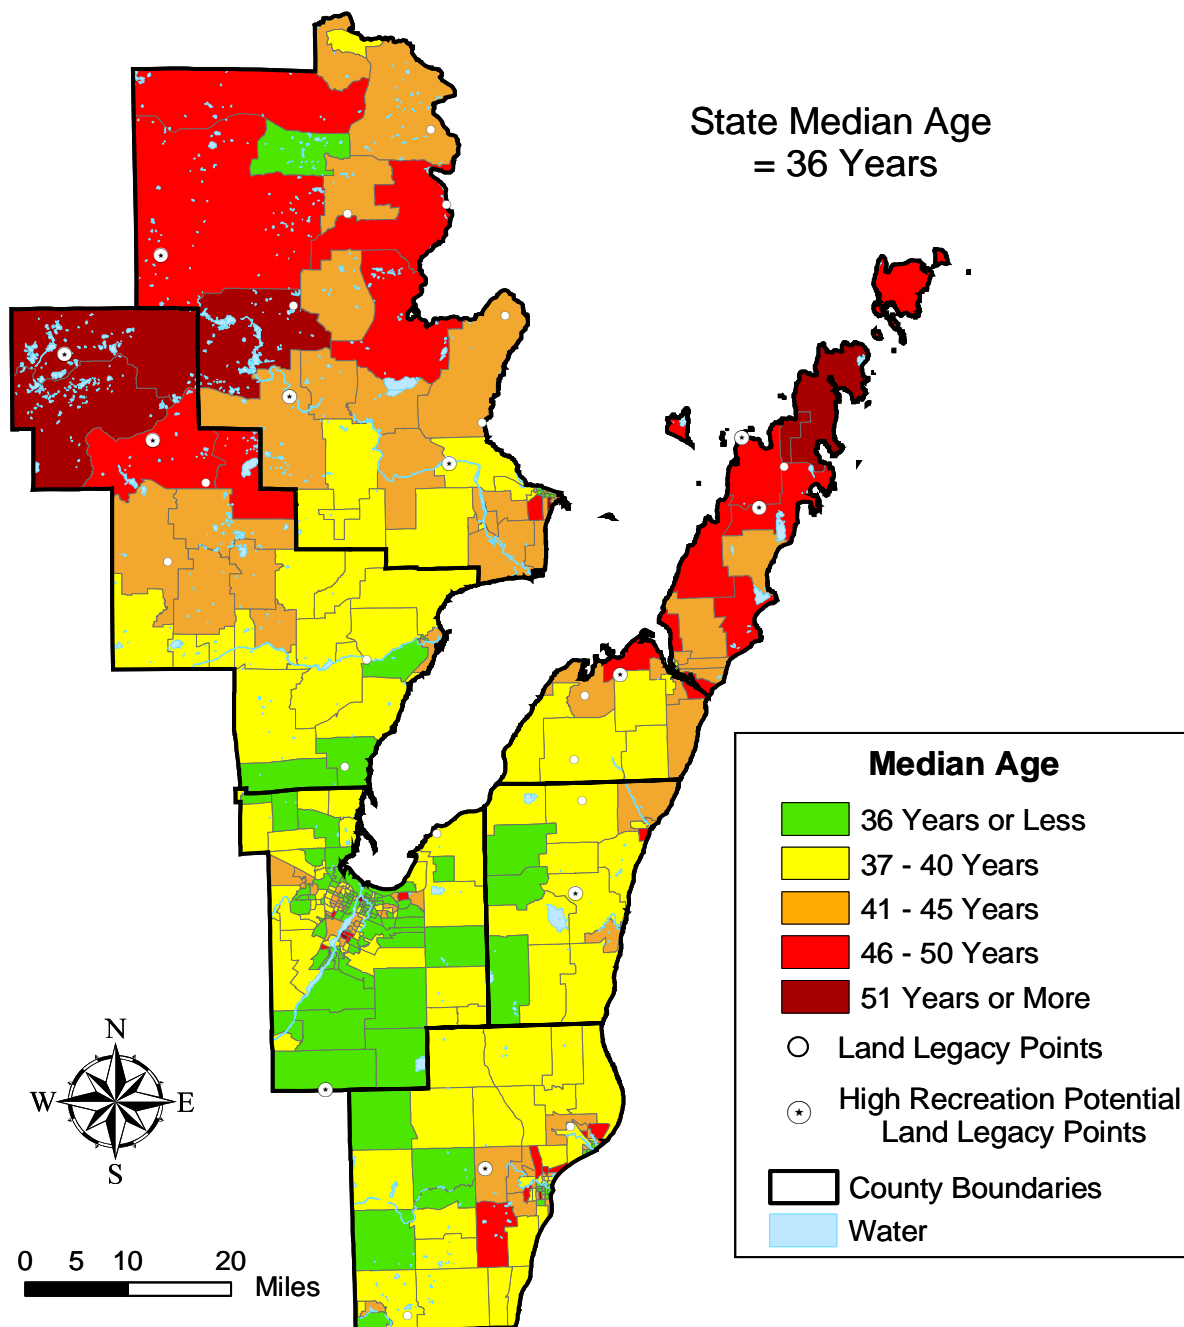 State Median Age
= 36 Years
Median Age
36 Years or Less
37 - 40 Years
41 - 45 Years
46 - 50 Years
51 Years or More
Land Legacy Points
High Recreation Potential
Land Legacy Points
County Boundaries
Water
N
W E
S
0 5 10 20
Miles